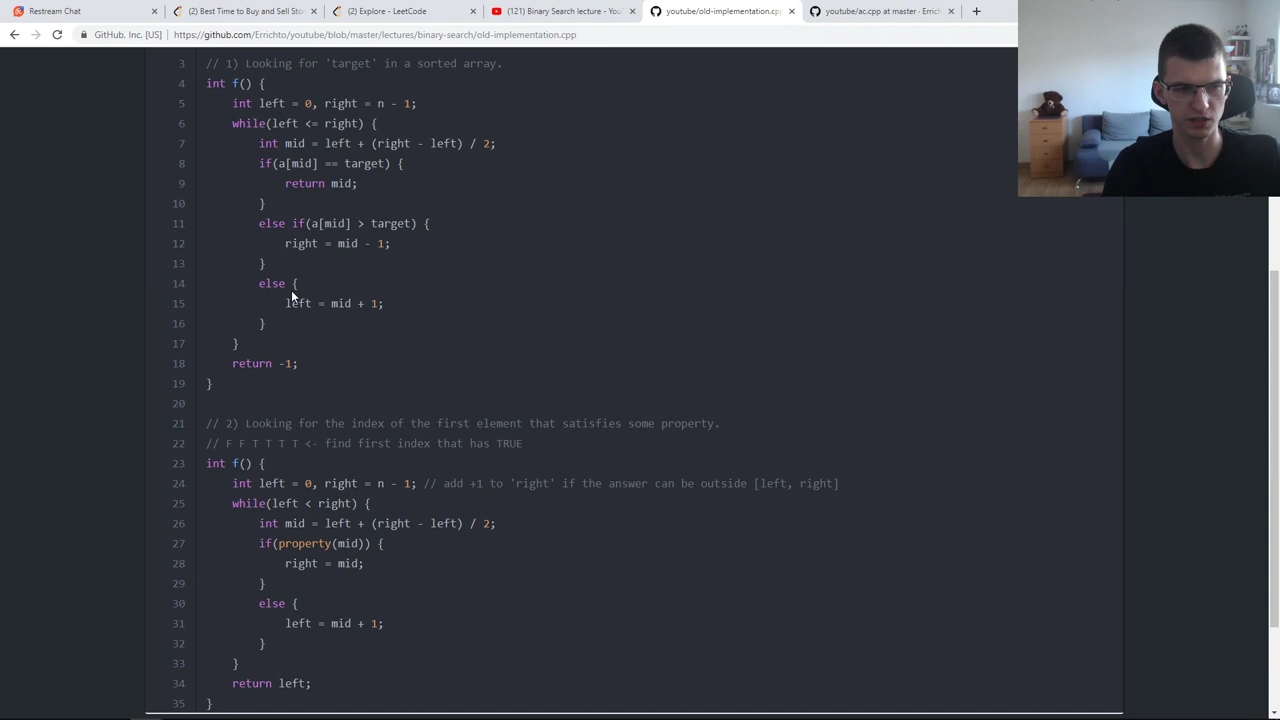 Restream Chat
(2) Best Time to Buy and Sell Sto
(2) Explore - LeetCode
(121) Binary Search lecture - You
youtube/old-implementation.cpp
youtube/ac.cpp at master · Erricht
GitHub, Inc. [US]
https://github.com/Errichto/youtube/blob/master/lectures/binary-search/old-implementation.cpp
3 // 1) Looking for 'target' in a sorted array.
4 int f() {
5 int left = 0, right = n - 1;
6 while(left <= right) {
7 int mid = left + (right - left) / 2;
8 if(a[mid] == target) {
9 return mid;
10 }
11 else if(a[mid] > target) {
12 right = mid - 1;
13 }
14 else {
15 left = mid + 1;
16 }
17 }
18 return -1;
19 }
20
21 // 2) Looking for the index of the first element that satisfies some property.
22 // F F T T T T <- find first index that has TRUE
23 int f() {
24 int left = 0, right = n - 1; // add +1 to 'right' if the answer can be outside [left, right]
25 while(left < right) {
26 int mid = left + (right - left) / 2;
27 if(property(mid)) {
28 right = mid;
29 }
30 else {
31 left = mid + 1;
32 }
33 }
34 return left;
35 }